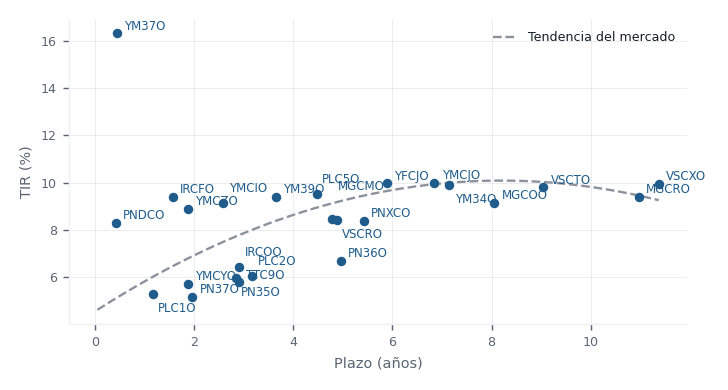 YM37O
Tendencia del mercado
16
14
12
10
8
6
TIR (%)
PLC5O
YFCJO
YMCJO
VSCXO
IRCFO
YMCIO
YM39O
MGCMO
VSCTO
MGCRO
YM34O
MGCOO
PNDCO
PNXCO
VSCRO
IRCOO
PLC2O
PN36O
YMCYO
TTC9O
PN37O
PN35O
PLC1O
0
2
4
6
8
10
Plazo (años)